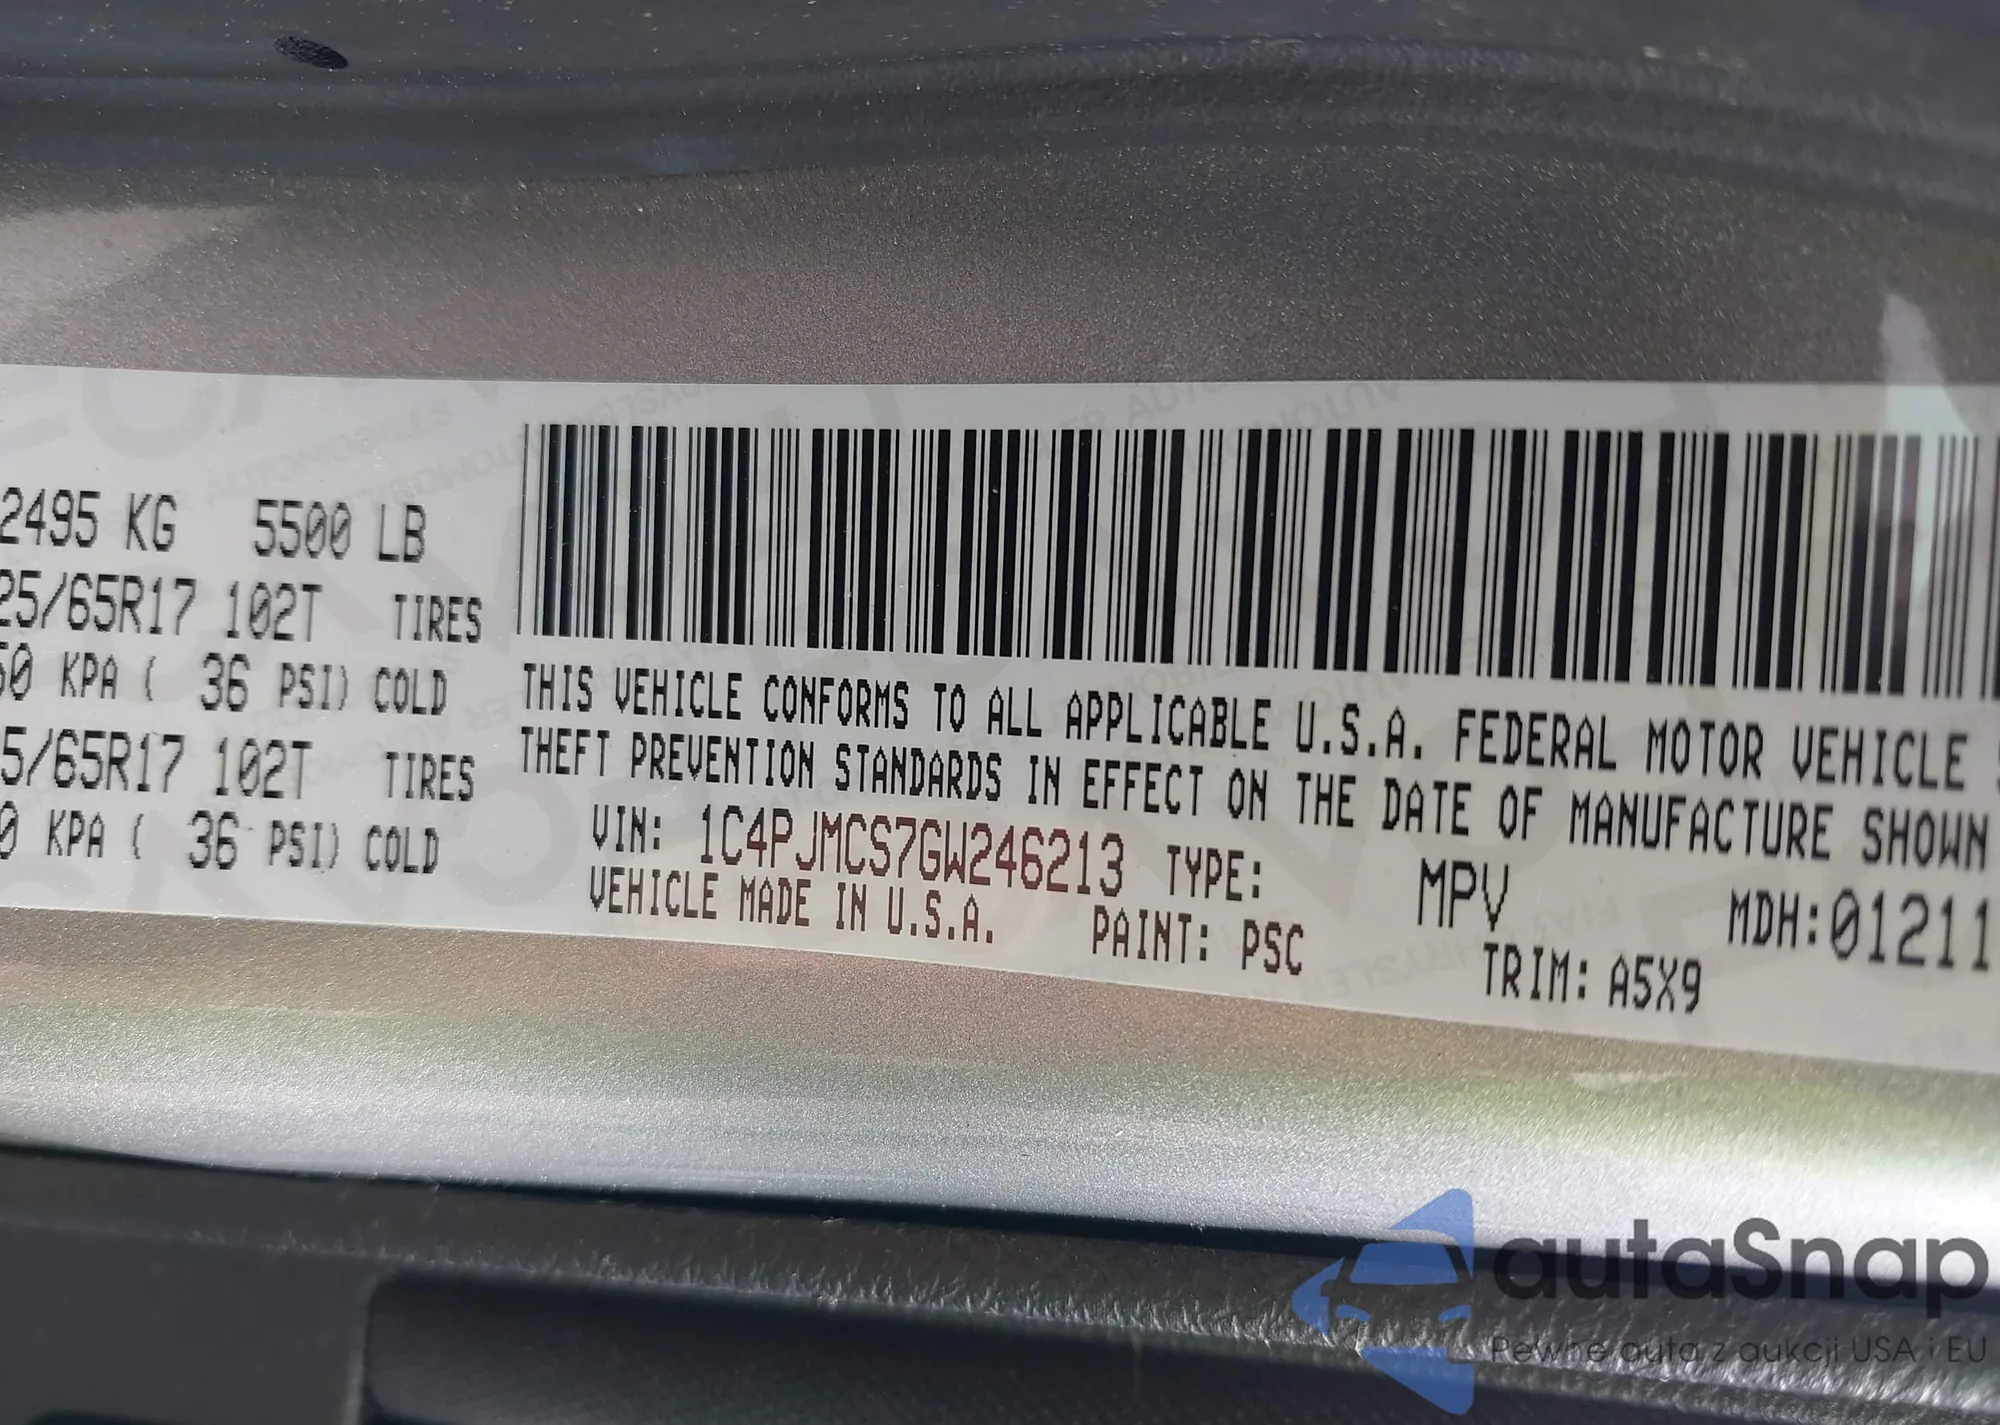 2495 KG 5500 LB
25/65R17 102T TIRES
50 KPA ( 36 PSI) COLD
5/65R17 102T TIRES
0 KPA ( 36 PSI) COLD
THIS VEHICLE CONFORMS TO ALL APPLICABLE U.S.A. FEDERAL MOTOR VEHICLE S
THEFT PREVENTION STANDARDS IN EFFECT ON THE DATE OF MANUFACTURE SHOWN
VIN: 1C4PJMCS7GW246213 TYPE: MPV MDH:01211
VEHICLE MADE IN U.S.A. PAINT: PSC TRIM: A5X9
autaSnap
Pewne auta z aukcji USA i EU